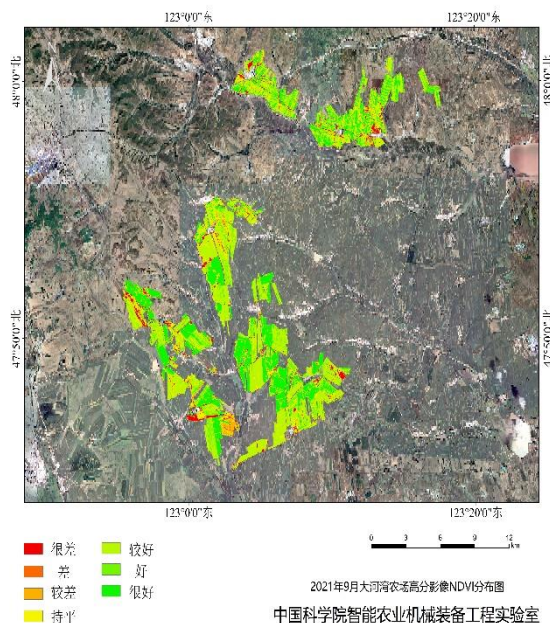 123°0'0"东 123°20'0"东
48°0'0"北 48°0'0"北
47°50'0"北 47°50'0"北
123°0'0"东 123°20'0"东
很差 较好
差 好
较差 很好
持平
0 3 6 9 12
km
2021年9月大河湾农场高分影像NDVI分布图
中国科学院智能农业机械装备工程实验室